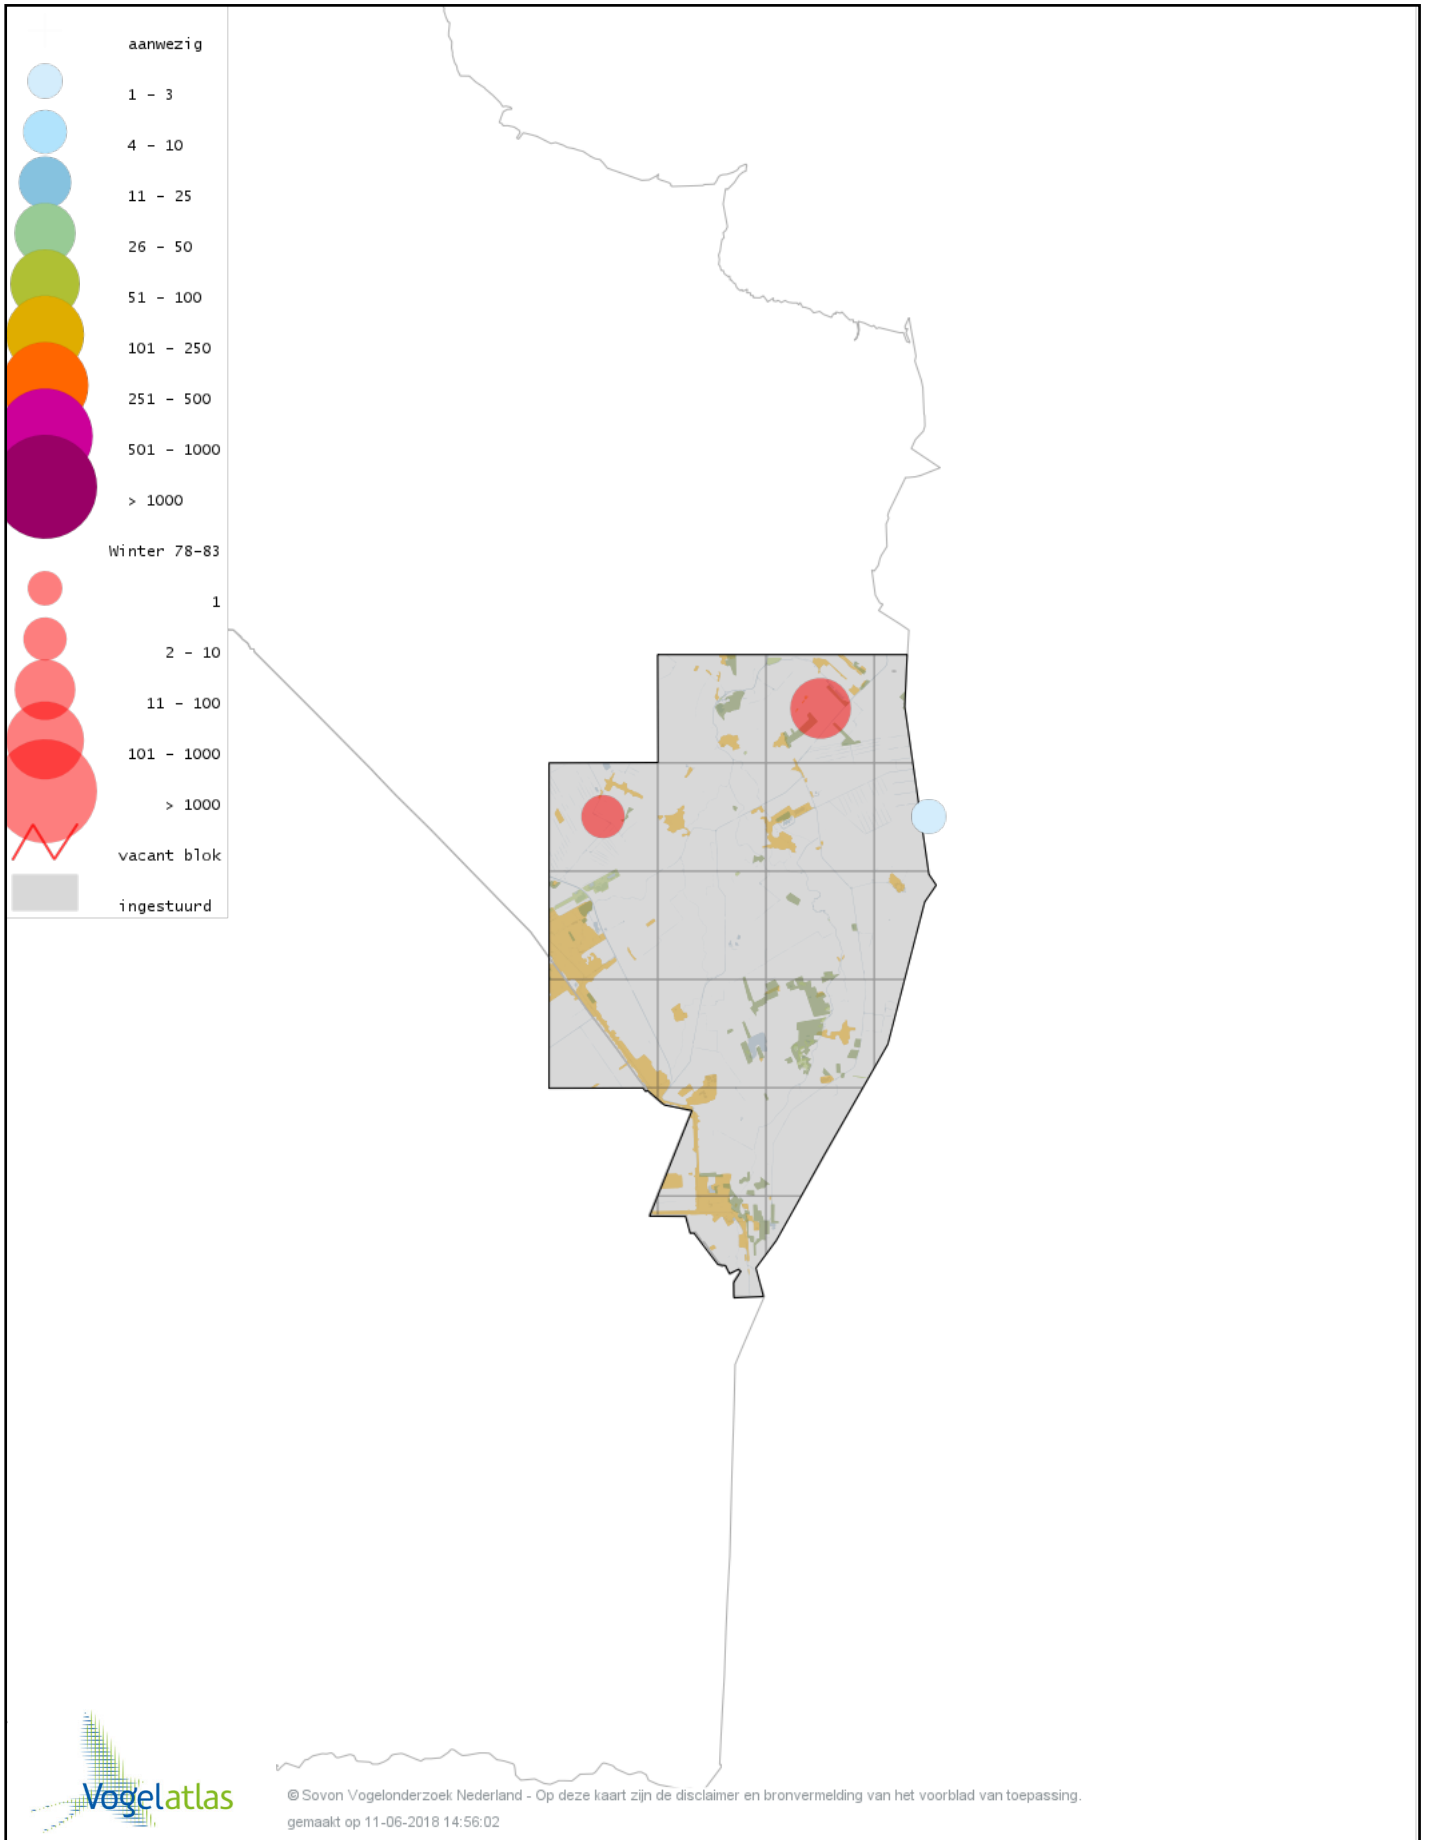 aanwezig
1 - 3
4 - 10
11 - 25
26 - 50
51 - 100
101 - 250
251 - 500
501 - 1000
> 1000
Winter 78-83
1
2 - 10
11 - 100
101 - 1000
> 1000
vacant blok
ingestuurd
Vogelatlas
© Sovon Vogelonderzoek Nederland - Op deze kaart zijn de disclaimer en bronvermelding van het voorblad van toepassing.
gemaakt op 11-06-2018 14:56:02